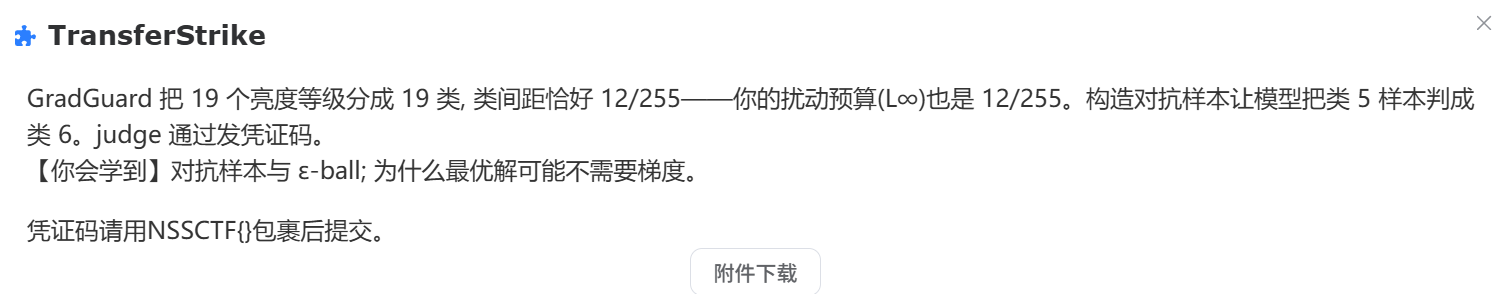 TransferStrike
GradGuard 把 19 个亮度等级分成 19 类, 类间距恰好 12/255——你的扰动预算(L∞)也是 12/255。构造对抗样本让模型把类 5 样本判成
类 6。judge 通过发凭证码。
【你会学到】对抗样本与 ε-ball; 为什么最优解可能不需要梯度。
凭证码请用NSSCTF{}包裹后提交。
附件下载